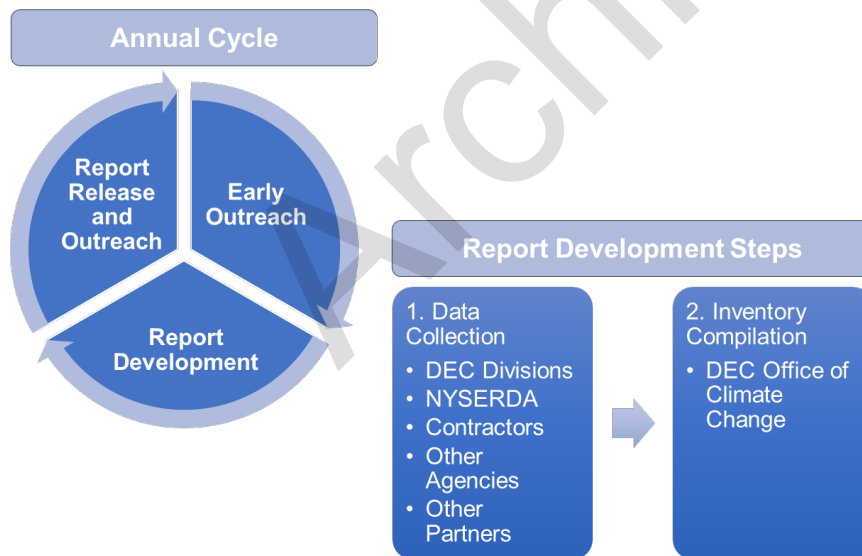 Annual Cycle
Report
Release
and
Outreach
Early
Outreach
Report
Development
Report Development Steps
1. Data
Collection
• DEC Divisions
• NYSERDA
• Contractors
• Other
Agencies
• Other
Partners
2. Inventory
Compilation
• DEC Office of
Climate
Change